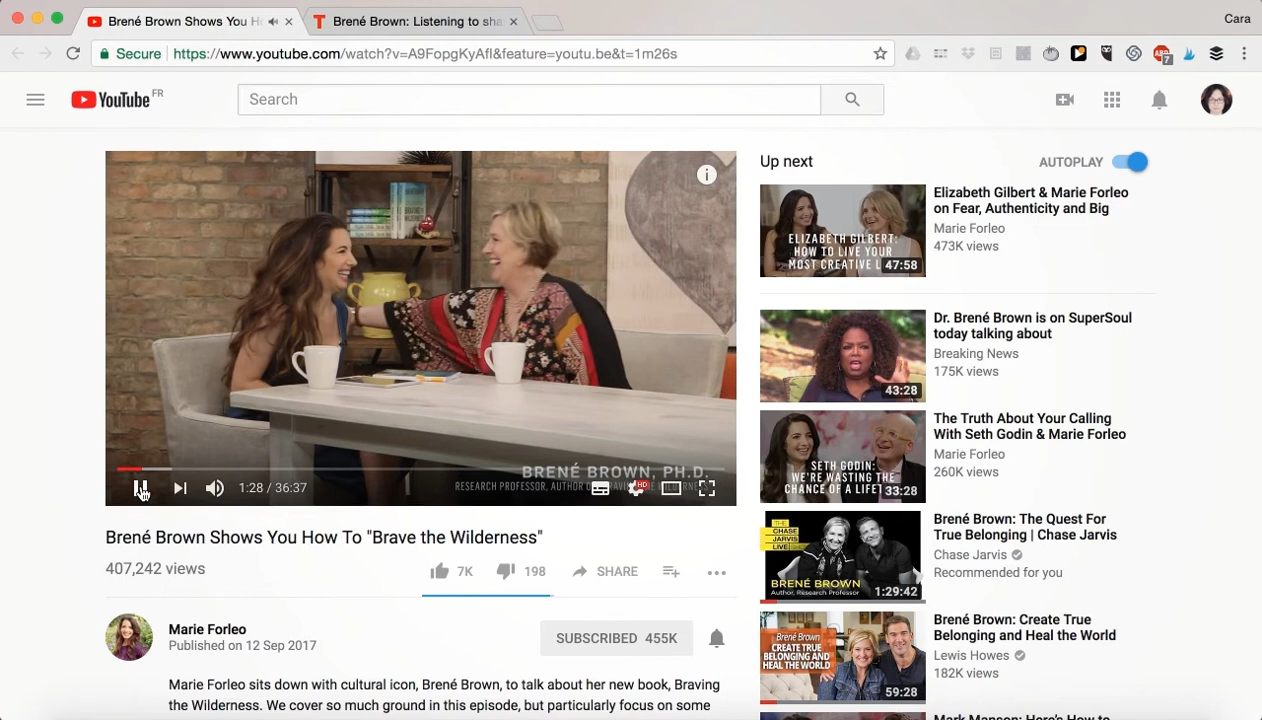 Brené Brown Shows You Ho
Brené Brown: Listening to sha
Cara
Secure
https://www.youtube.com/watch?v=A9FopgKyAfI&feature=youtu.be&t=1m26s
7
YouTube FR
Search
BRENÉ BROWN, PH.D.
RESEARCH PROFESSOR, AUTHOR
1:28 / 36:37
HD
Brené Brown Shows You How To "Brave the Wilderness"
407,242 views
7K
198
SHARE
Marie Forleo
Published on 12 Sep 2017
SUBSCRIBED 455K
Marie Forleo sits down with cultural icon, Brené Brown, to talk about her new book, Braving
the Wilderness. We cover so much ground in this episode, but particularly focus on some
Up next
AUTOPLAY
ELIZABETH GILBERT:
HOW TO LIVE YOUR
MOST CREATIVE L
47:58
Elizabeth Gilbert & Marie Forleo
on Fear, Authenticity and Big
Marie Forleo
473K views
43:28
Dr. Brené Brown is on SuperSoul
today talking about
Breaking News
175K views
SETH GODIN:
WE'RE WASTING THE
CHANCE OF A LIFET
33:28
The Truth About Your Calling
With Seth Godin & Marie Forleo
Marie Forleo
260K views
THE
CHASE
JARVIS
LIVE
BRENÉ BROWN
Author, Research Professor
1:29:42
Brené Brown: The Quest For
True Belonging | Chase Jarvis
Chase Jarvis
Recommended for you
Brené Brown
CREATE TRUE
BELONGING AND
HEAL THE WORLD
59:28
Brené Brown: Create True
Belonging and Heal the World
Lewis Howes
182K views
Mark Manson: Here's How to